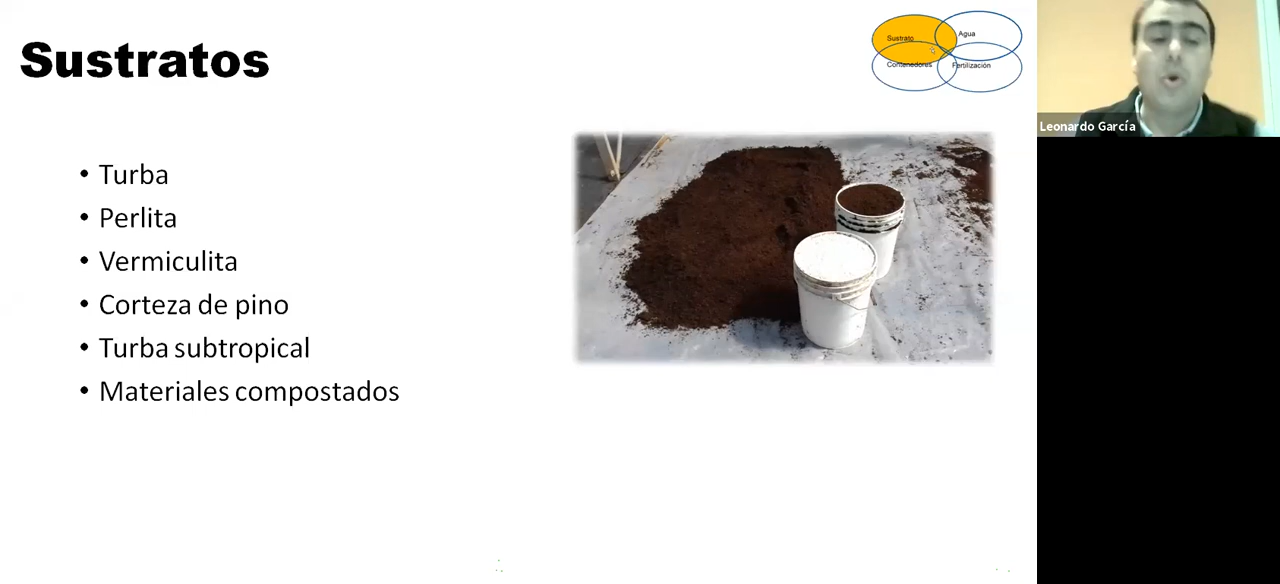 Sustratos
Sustrato
Agua
Contenedores
Fertilización
Leonardo García
• Turba
• Perlita
• Vermiculita
• Corteza de pino
• Turba subtropical
• Materiales compostados